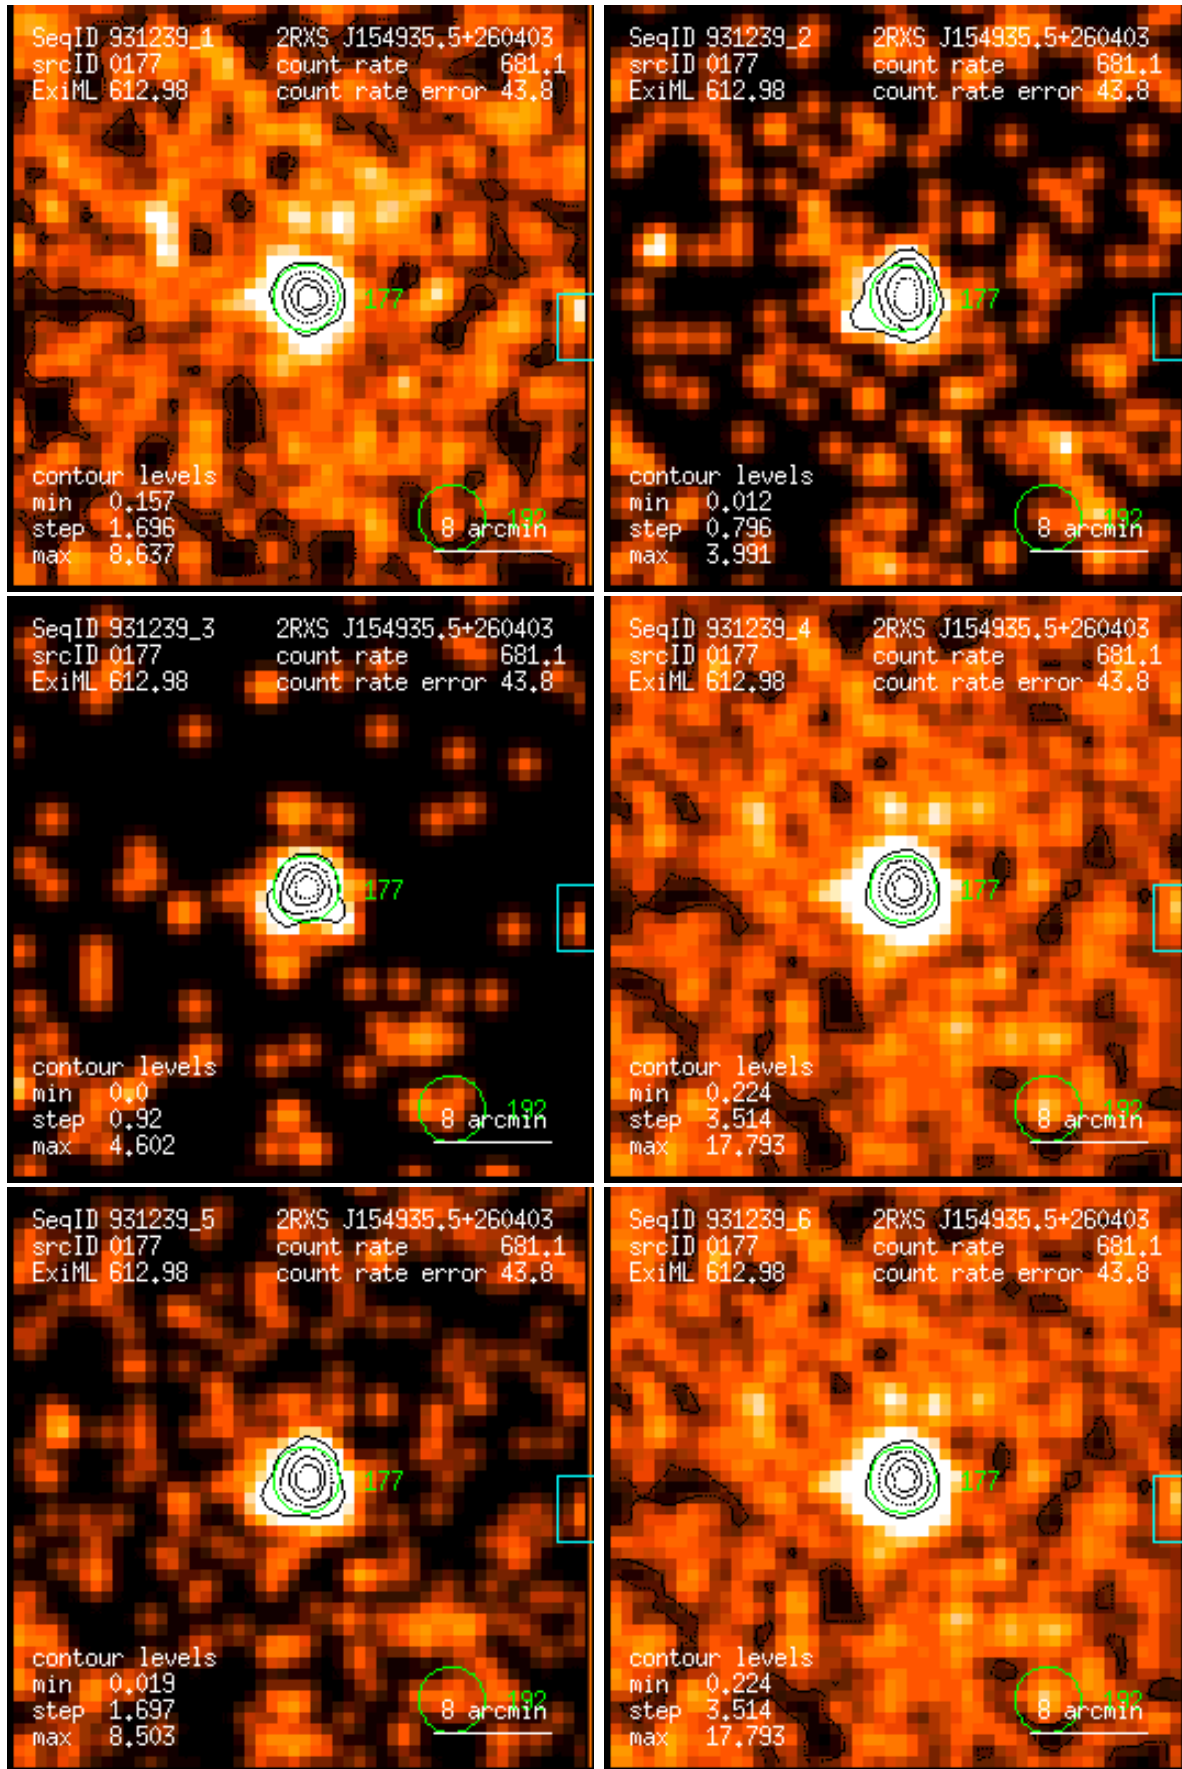 SeqID 931239_1 2RXS J154935.5+260403
srcID 0177 count rate 681.1
ExiML 612.98 count rate error 43.8
177
contour levels
min 0.157
step 1.696 192
max 8.637 8 arcmin
SeqID 931239_2 2RXS J154935.5+260403
srcID 0177 count rate 681.1
ExiML 612.98 count rate error 43.8
177
contour levels
min 0.012
step 0.796 192
max 3.991 8 arcmin
SeqID 931239_3 2RXS J154935.5+260403
srcID 0177 count rate 681.1
ExiML 612.98 count rate error 43.8
177
contour levels
min 0.0
step 0.92 192
max 4.602 8 arcmin
SeqID 931239_4 2RXS J154935.5+260403
srcID 0177 count rate 681.1
ExiML 612.98 count rate error 43.8
177
contour levels
min 0.224
step 3.514 192
max 17.793 8 arcmin
SeqID 931239_5 2RXS J154935.5+260403
srcID 0177 count rate 681.1
ExiML 612.98 count rate error 43.8
177
contour levels
min 0.019
step 1.697 192
max 8.503 8 arcmin
SeqID 931239_6 2RXS J154935.5+260403
srcID 0177 count rate 681.1
ExiML 612.98 count rate error 43.8
177
contour levels
min 0.224
step 3.514 192
max 17.793 8 arcmin